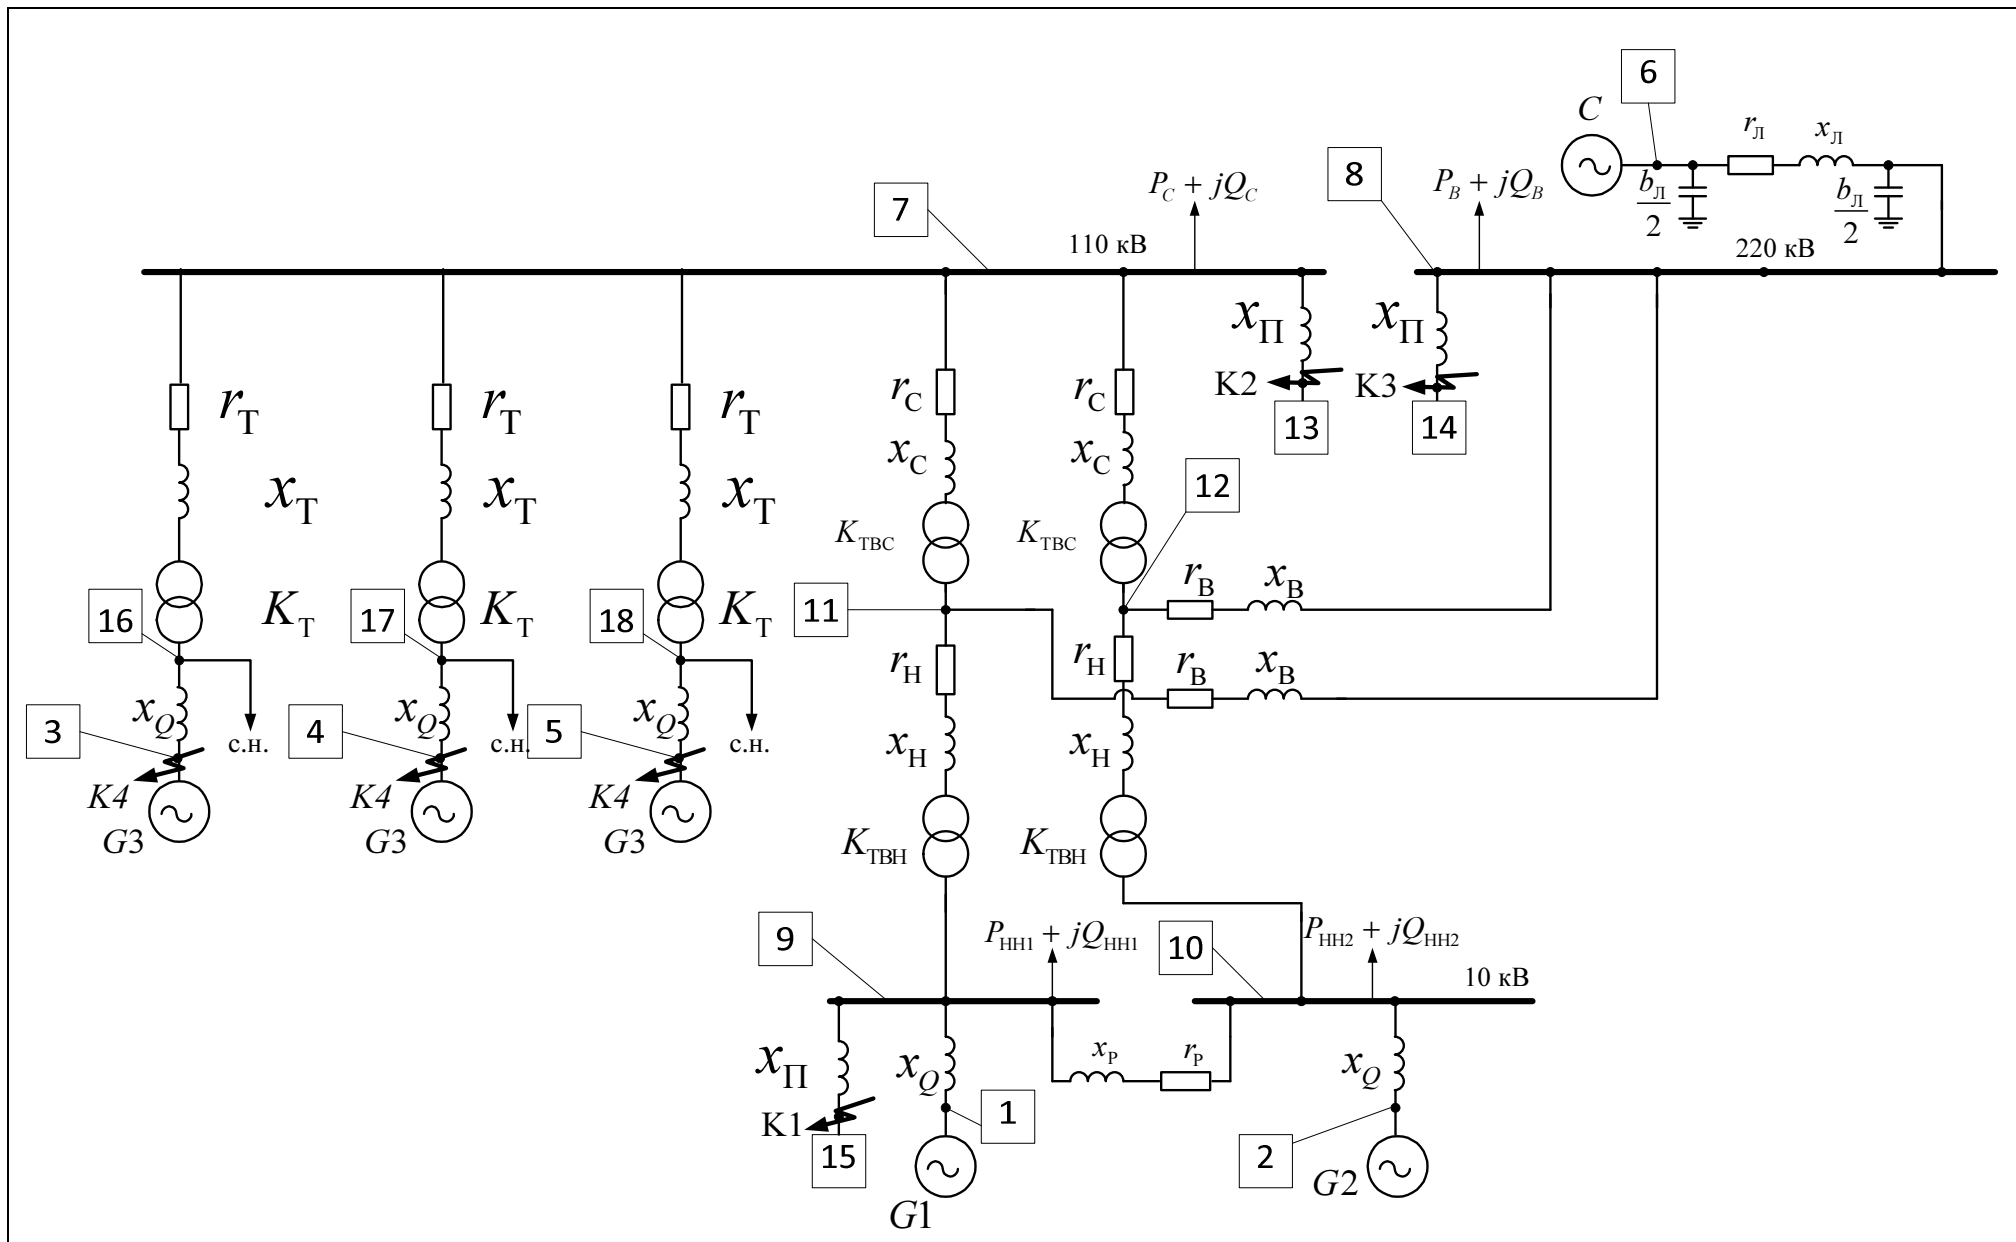 6
C
r_Л
x_Л
b_Л/2
b_Л/2
8
P_B + jQ_B
7
P_C + jQ_C
110 кВ
220 кВ
x_П
x_П
K2
K3
13
14
r_Т
r_Т
r_Т
r_С
r_С
x_С
x_С
x_Т
x_Т
x_Т
12
K_ТВС
K_ТВС
r_В
x_В
16
K_Т
17
K_Т
18
K_Т
11
r_Н
r_Н
r_В
x_В
3
x_Q
4
x_Q
5
x_Q
с.н.
с.н.
с.н.
x_Н
x_Н
K4
K4
K4
G3
G3
G3
K_ТВН
K_ТВН
9
P_НН1 + jQ_НН1
10
P_НН2 + jQ_НН2
10 кВ
x_П
x_Q
x_Р
r_Р
x_Q
K1
1
15
2
G2
G1